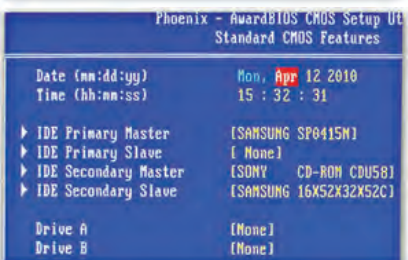 Phoenix - AwardBIOS CMOS Setup Ut
Standard CMOS Features
Date (mm:dd:yy) Mon, Apr 12 2010
Time (hh:mm:ss) 15 : 32 : 31
IDE Primary Master [SAMSUNG SP0415N]
IDE Primary Slave [ None]
IDE Secondary Master [SONY CD-ROM CDU58]
IDE Secondary Slave [SAMSUNG 16X52X32X52C]
Drive A [None]
Drive B [None]